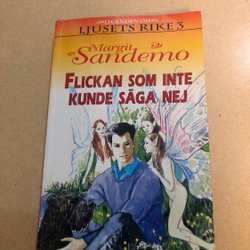 LEGENDEN OM
LJUSETS RIKE 3
Margit
Sandemo
FLICKAN SOM INTE
KUNDE SÄGA NEJ